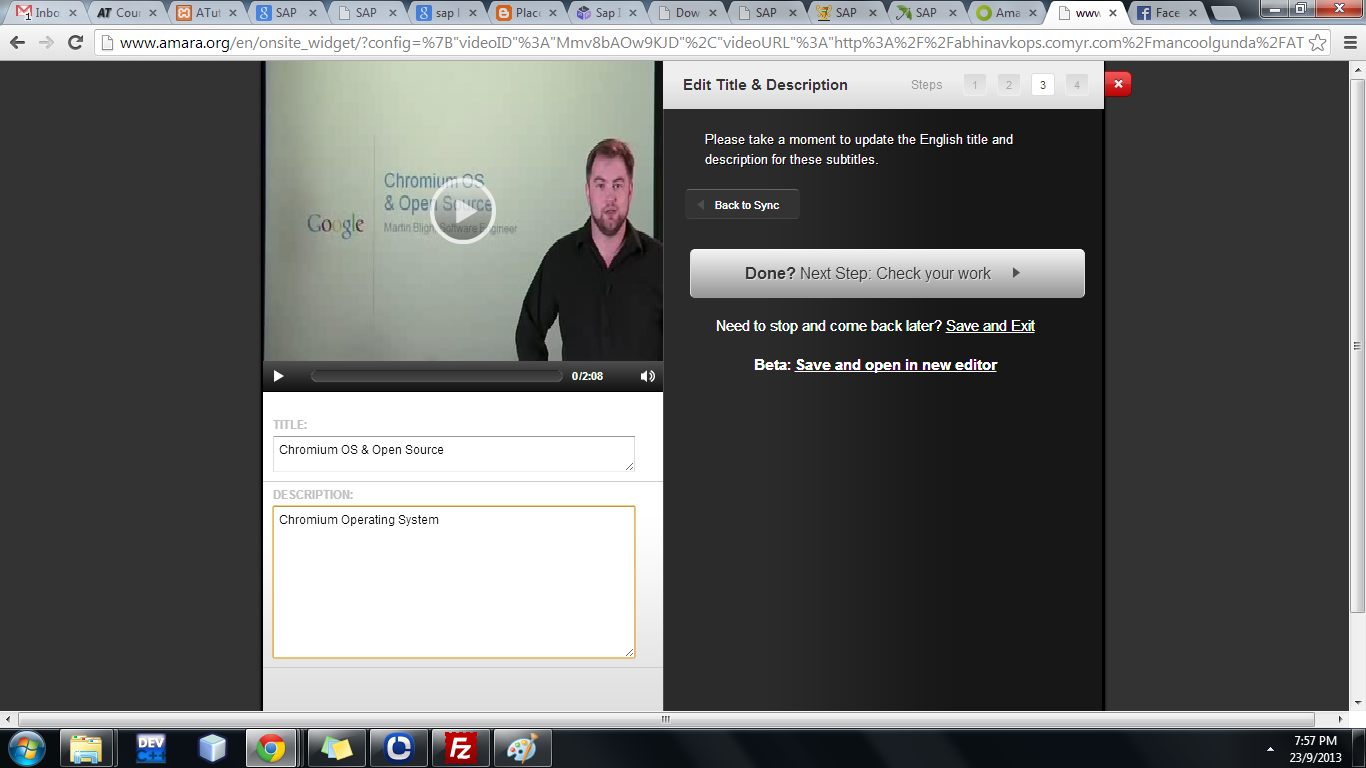 Inbo
Cour
ATut
SAP
SAP
sap
Place
Sap
Dow
SAP
SAP
SAP
Ama
www
Face
www.amara.org/en/onsite_widget/?config=%7B"videoID"%3A"Mmv8bAOw9KJD"%2C"videoURL"%3A"http%3A%2F%2Fabhinavkops.comyr.com%2Fmancoolgunda%2FAT
Chromium OS
& Open Source
Google
Martin Bligh, Software Engineer
0/2:08
TITLE:
Chromium OS & Open Source
DESCRIPTION:
Chromium Operating System
Edit Title & Description Steps 1 2 3 4
Please take a moment to update the English title and
description for these subtitles.
Back to Sync
Done? Next Step: Check your work
Need to stop and come back later? Save and Exit
Beta: Save and open in new editor
DEV
C++
FZ
7:57 PM
23/9/2013